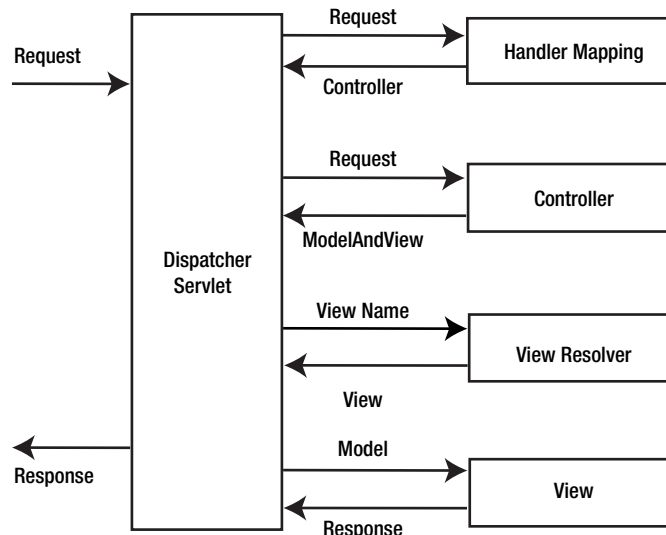 Request
Request
Handler Mapping
Controller
Request
Controller
ModelAndView
Dispatcher
Servlet
View Name
View Resolver
View
Model
Response
View
Response